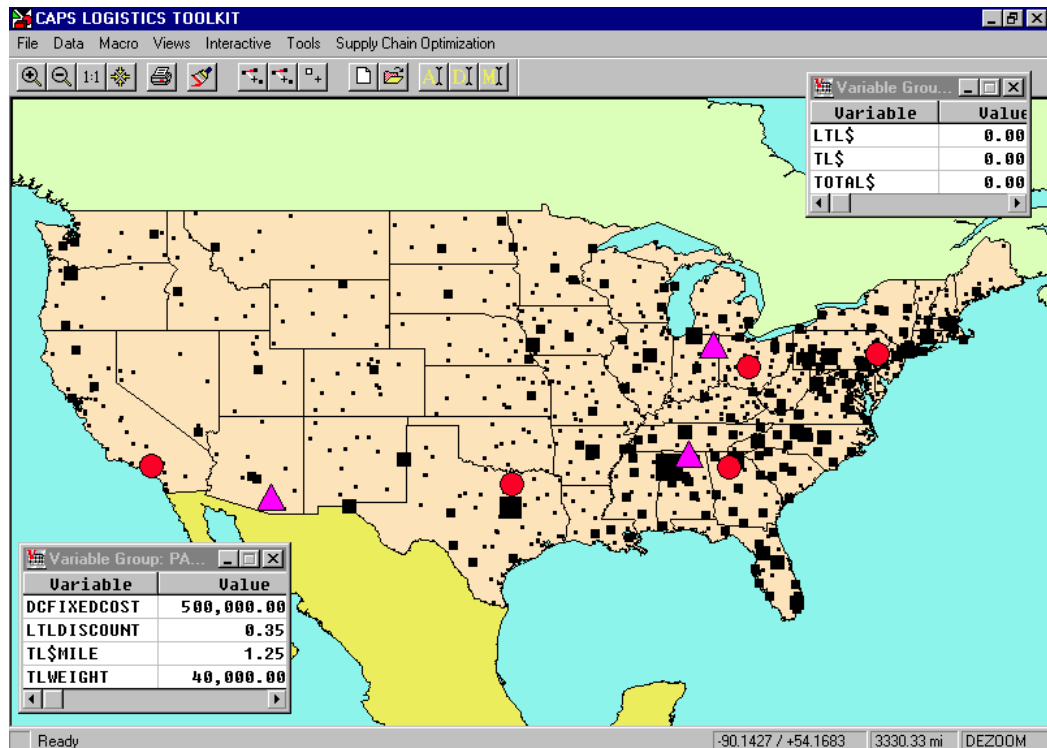 CAPS LOGISTICS TOOLKIT
File Data Macro Views Interactive Tools Supply Chain Optimization
1:1 A D M
Variable Grou...
Variable Value
LTL$ 0.00
TL$ 0.00
TOTAL$ 0.00
Variable Group: PA...
Variable Value
DCFIXEDCOST 500,000.00
LTLDISCOUNT 0.35
TL$MILE 1.25
TLWEIGHT 40,000.00
Ready -90.1427 / +54.1683 3330.33 mi DEZOOM